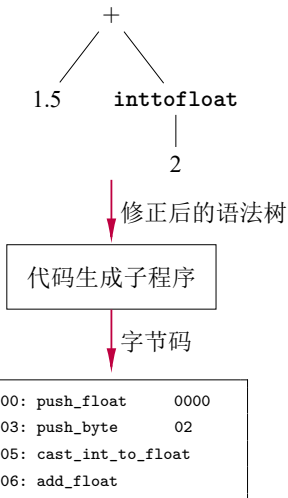 +
1.5 inttofloat
2
修正后的语法树
代码生成子程序
字节码
00: push_float 0000
03: push_byte 02
05: cast_int_to_float
06: add_float